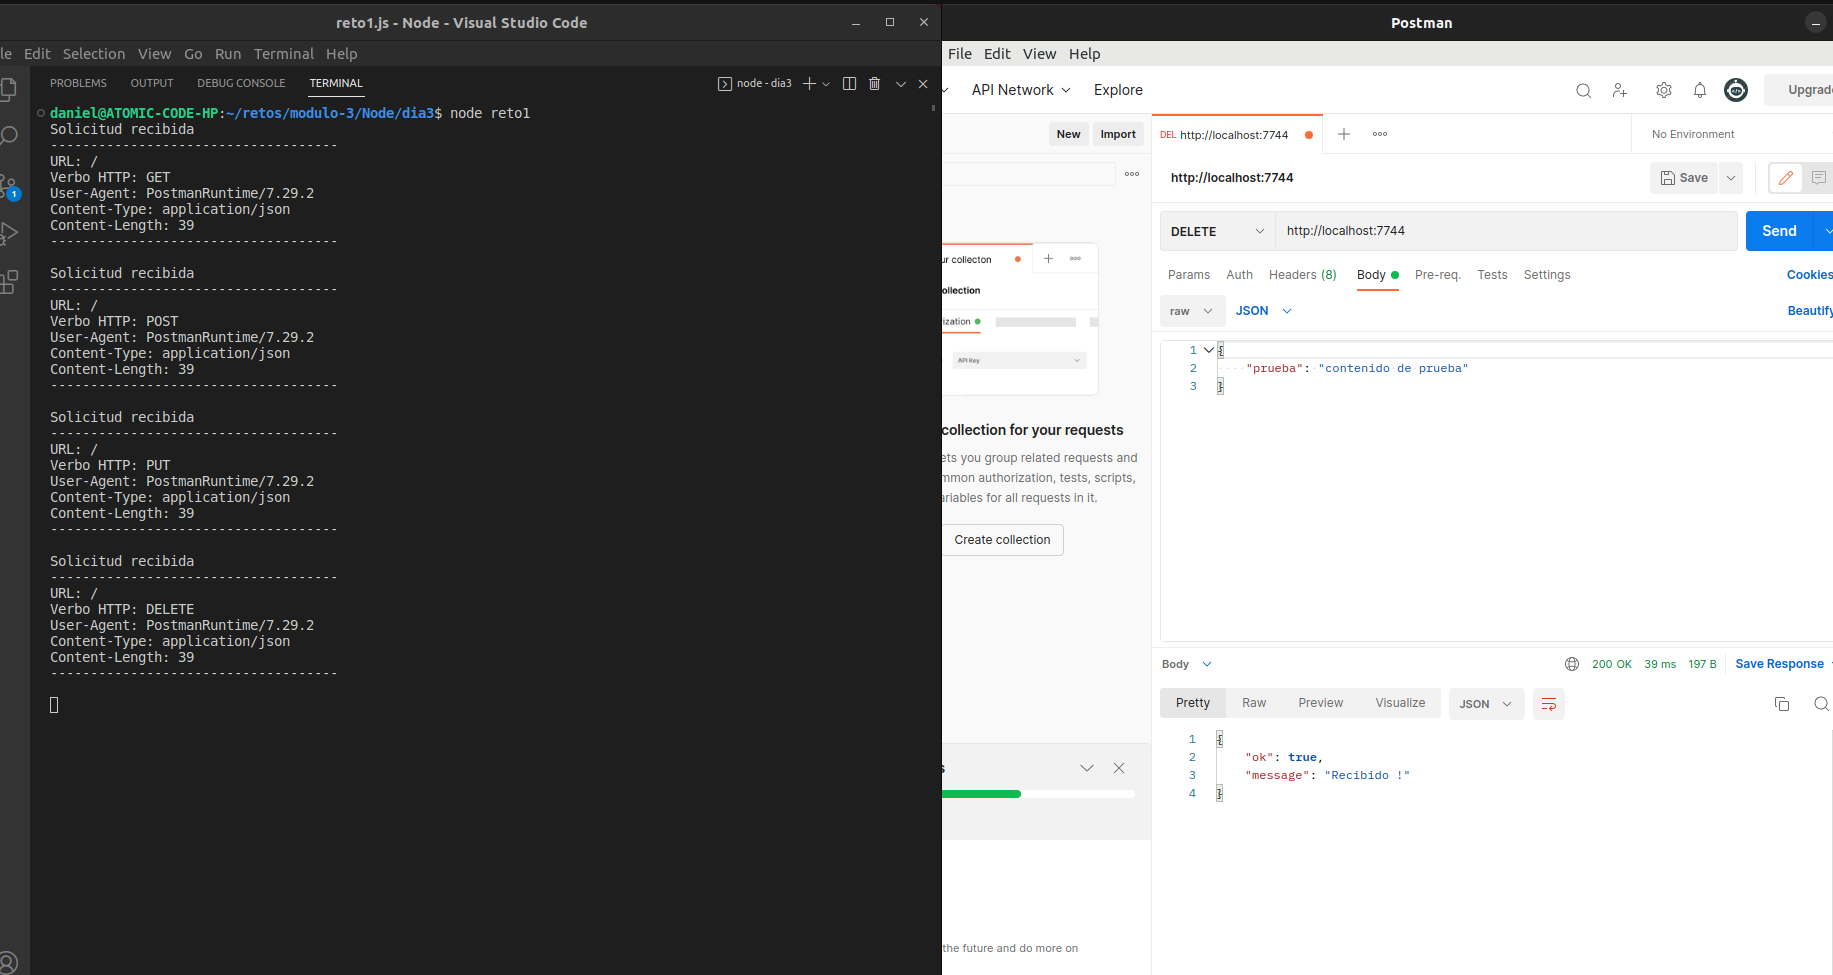 reto1.js - Node - Visual Studio Code
le Edit Selection View Go Run Terminal Help
PROBLEMS OUTPUT DEBUG CONSOLE TERMINAL
node - dia3
daniel@ATOMIC-CODE-HP:~/retos/modulo-3/Node/dia3$ node reto1
Solicitud recibida
------------------------------------
URL: /
Verbo HTTP: GET
User-Agent: PostmanRuntime/7.29.2
Content-Type: application/json
Content-Length: 39
------------------------------------
Solicitud recibida
------------------------------------
URL: /
Verbo HTTP: POST
User-Agent: PostmanRuntime/7.29.2
Content-Type: application/json
Content-Length: 39
------------------------------------
Solicitud recibida
------------------------------------
URL: /
Verbo HTTP: PUT
User-Agent: PostmanRuntime/7.29.2
Content-Type: application/json
Content-Length: 39
------------------------------------
Solicitud recibida
------------------------------------
URL: /
Verbo HTTP: DELETE
User-Agent: PostmanRuntime/7.29.2
Content-Type: application/json
Content-Length: 39
------------------------------------
1
Postman
File Edit View Help
API Network Explore
Upgrade
New Import
ur collecton
ollection
ization
API Key
collection for your requests
ets you group related requests and
mmon authorization, tests, scripts,
ariables for all requests in it.
Create collection
s
the future and do more on
DEL http://localhost:7744
No Environment
http://localhost:7744
Save
DELETE http://localhost:7744 Send
Params Auth Headers (8) Body Pre-req. Tests Settings Cookies
raw JSON Beautify
1 {
2 "prueba": "contenido de prueba"
3 }
Body 200 OK 39 ms 197 B Save Response
Pretty Raw Preview Visualize JSON
1 {
2 "ok": true,
3 "message": "Recibido !"
4 }